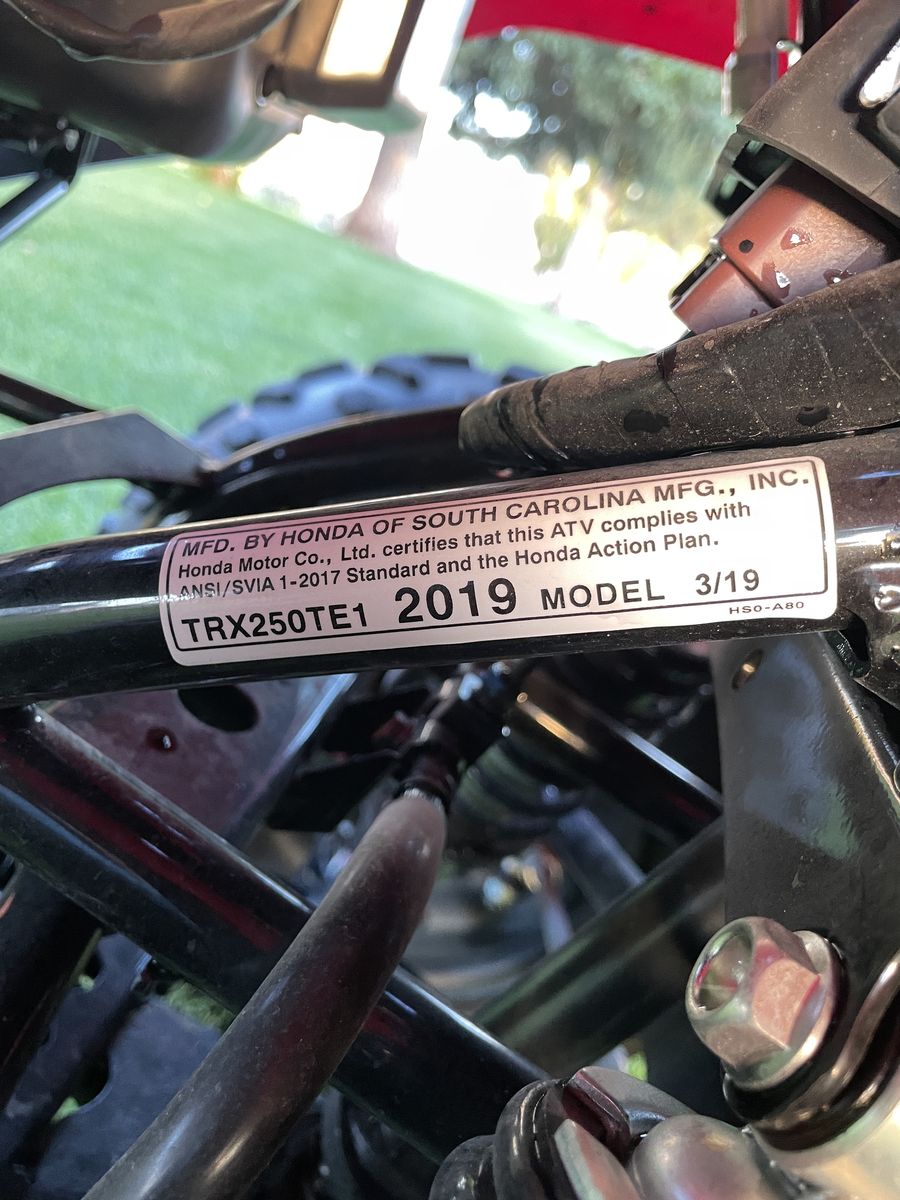 MFD. BY HONDA OF SOUTH CAROLINA MFG., INC.
Honda Motor Co., Ltd. certifies that this ATV complies with
ANSI/SVIA 1-2017 Standard and the Honda Action Plan.
TRX250TE1 2019 MODEL 3/19
HS0-A80